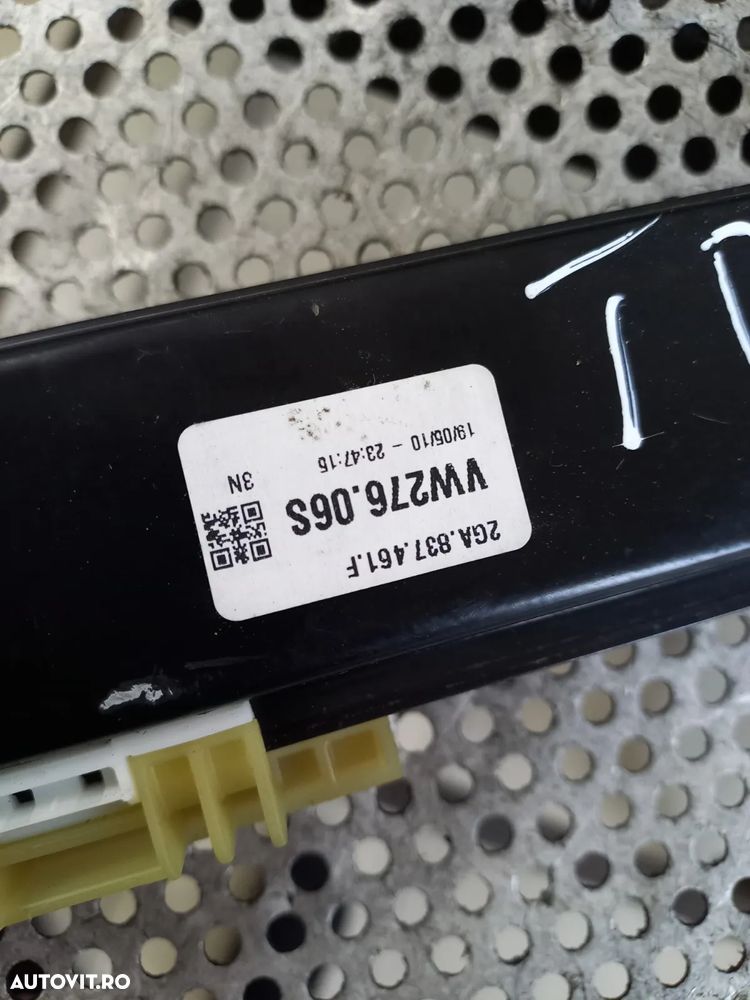 2GA.837.461.F
VW276.06S
19/05/10 - 23:47:15
3N
AUTOVIT.RO